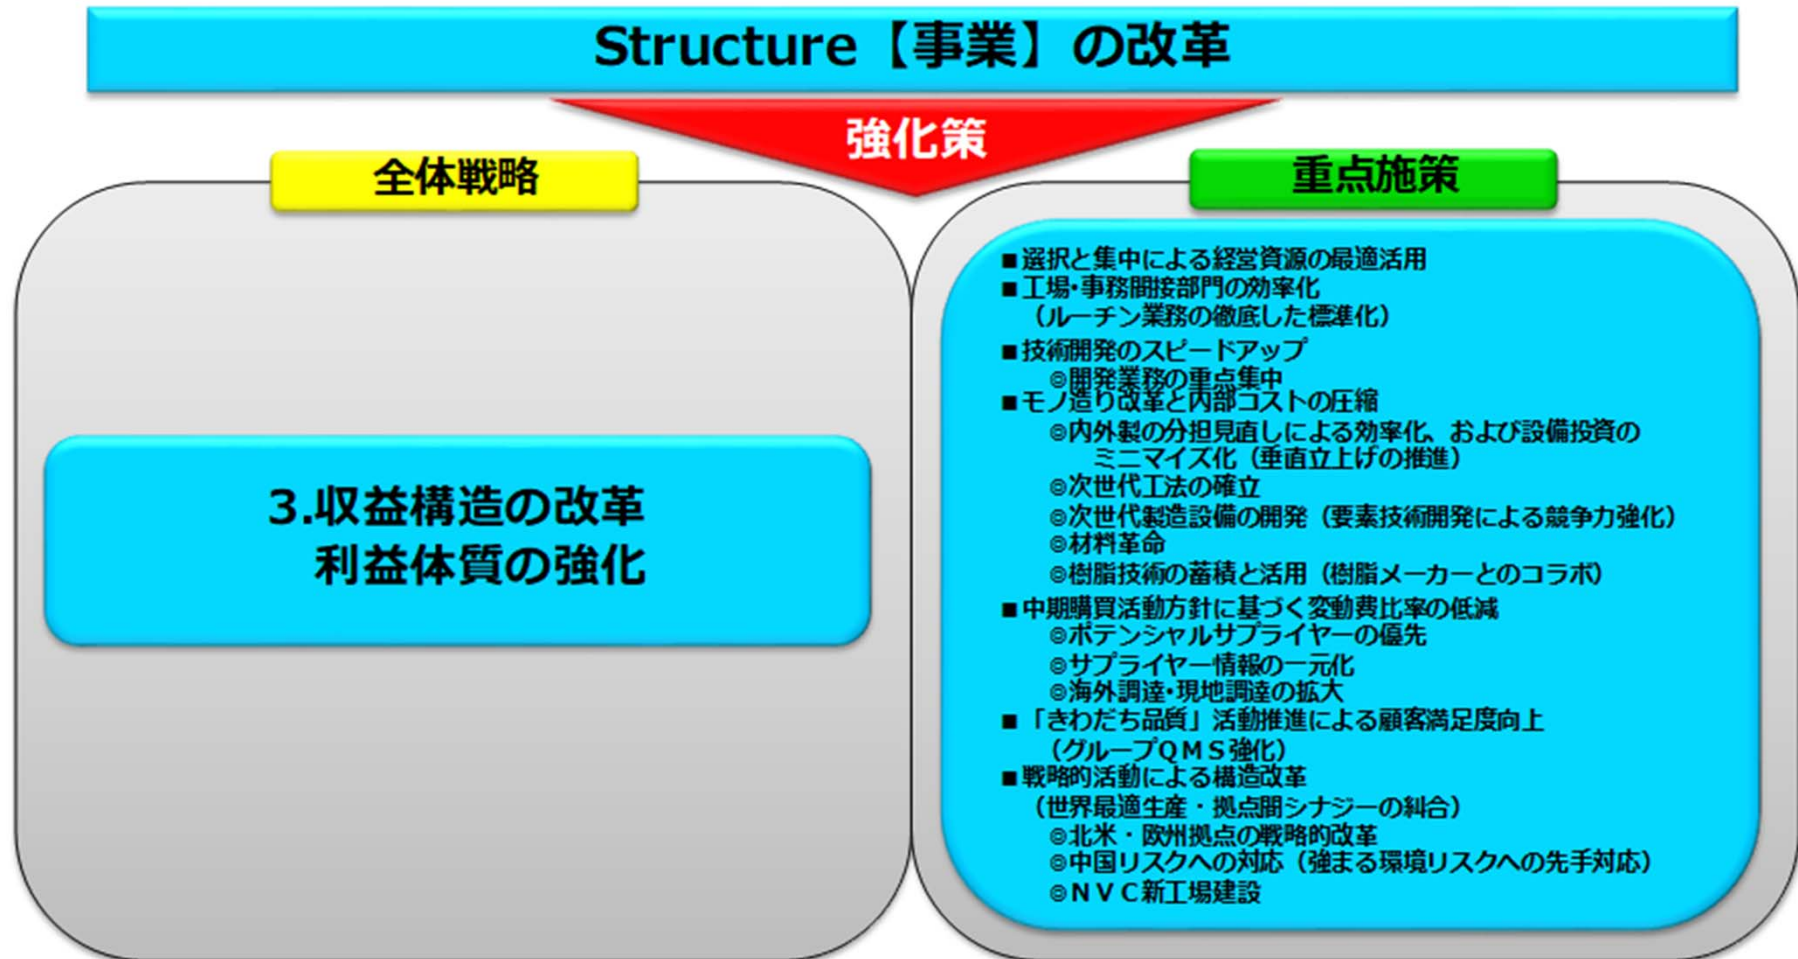 Structure【事業】の改革
強化策
全体戦略
3.収益構造の改革
利益体質の強化
重点施策
■選択と集中による経営資源の最適活用
■工場・事務間接部門の効率化
（ルーチン業務の徹底した標準化）
■技術開発のスピードアップ
◎開発業務の重点集中
■モノ造り改革と内部コストの圧縮
◎内外製の分担見直しによる効率化、および設備投資の
ミニマイズ化（垂直立上げの推進）
◎次世代工法の確立
◎次世代製造設備の開発（要素技術開発による競争力強化）
◎材料革命
◎樹脂技術の蓄積と活用（樹脂メーカーとのコラボ）
■中期購買活動方針に基づく変動費比率の低減
◎ポテンシャルサプライヤーの優先
◎サプライヤー情報の一元化
◎海外調達・現地調達の拡大
■「きわだち品質」活動推進による顧客満足度向上
（グループＱＭＳ強化）
■戦略的活動による構造改革
（世界最適生産・拠点間シナジーの糾合）
◎北米・欧州拠点の戦略的改革
◎中国リスクへの対応（強まる環境リスクへの先手対応）
◎ＮＶＣ新工場建設